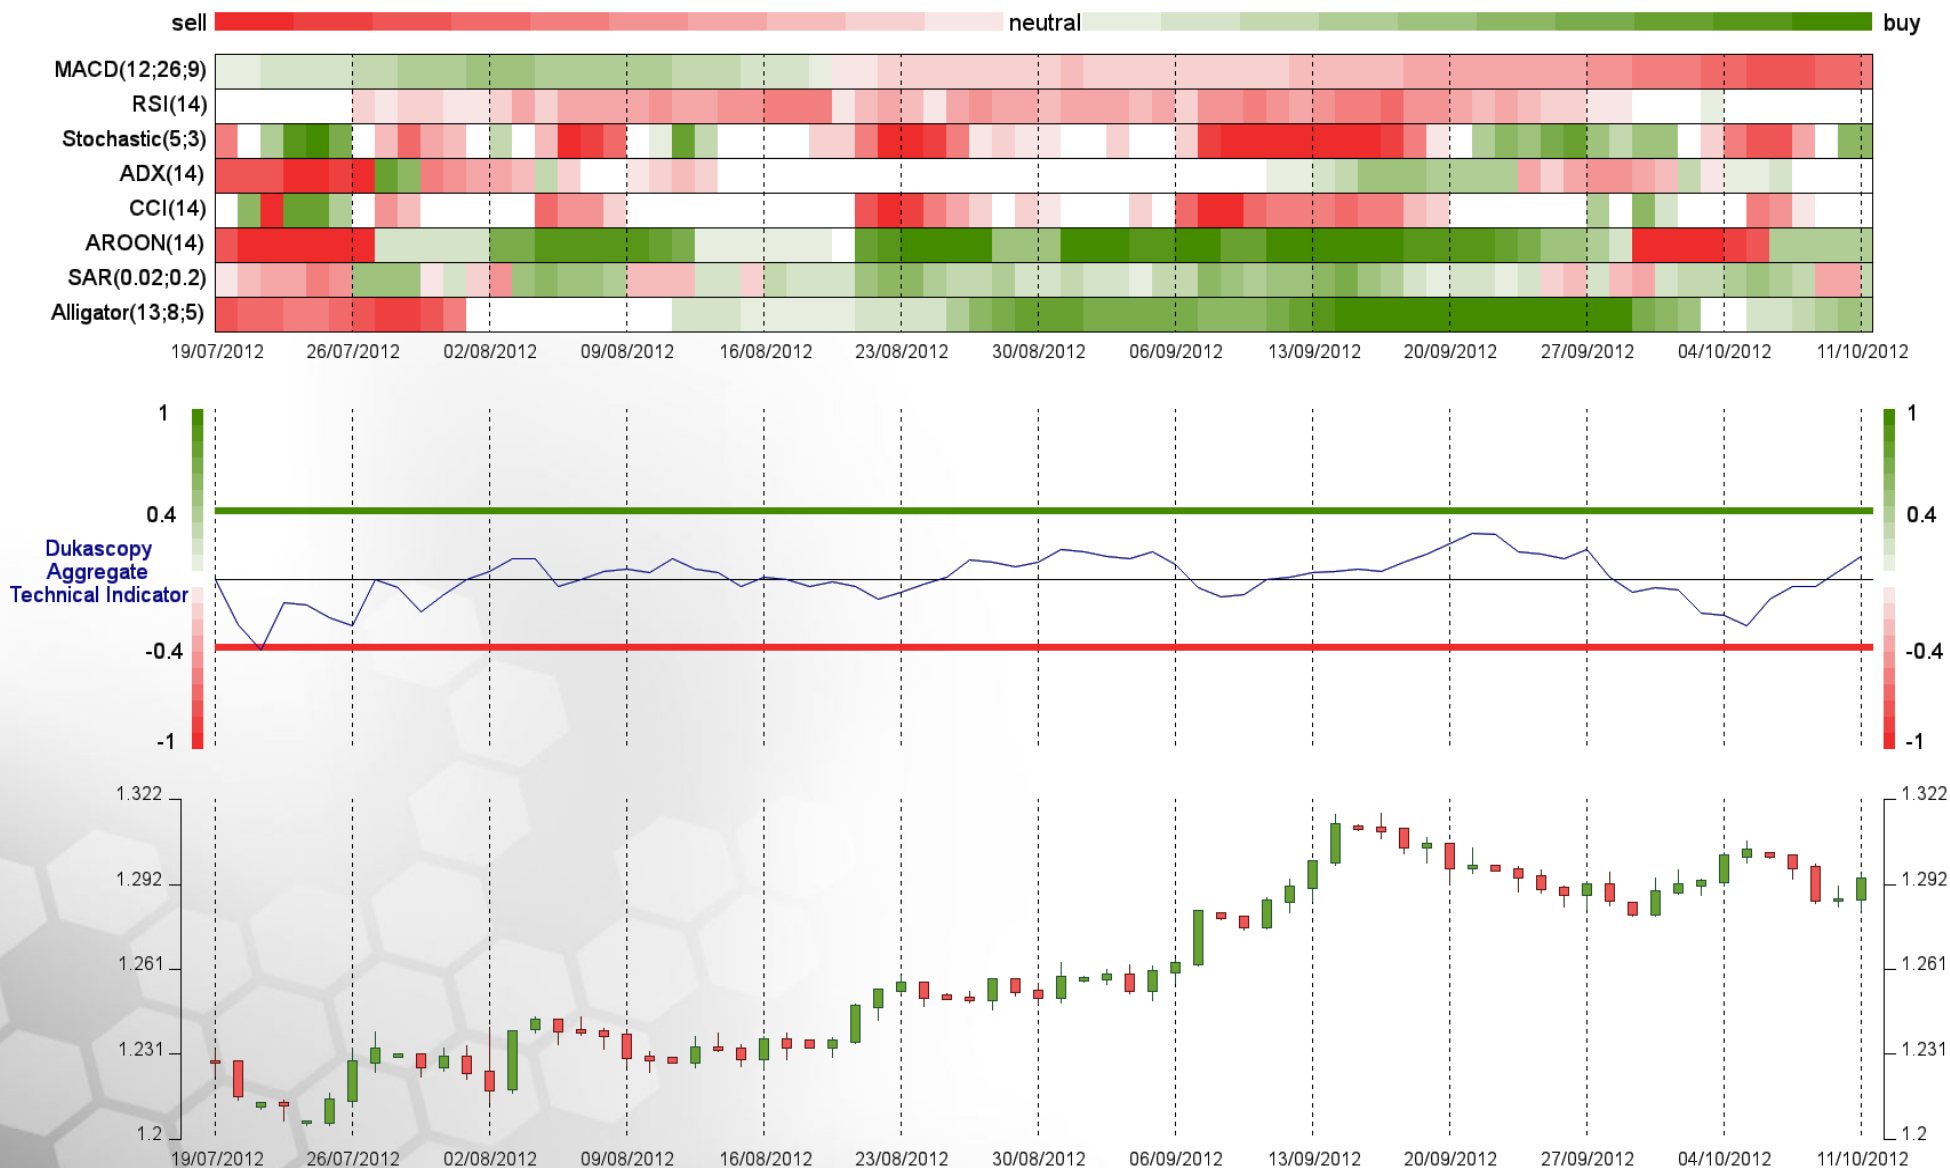 sell neutral buy
MACD(12;26;9)
RSI(14)
Stochastic(5;3)
ADX(14)
CCI(14)
AROON(14)
SAR(0.02;0.2)
Alligator(13;8;5)
19/07/2012 26/07/2012 02/08/2012 09/08/2012 16/08/2012 23/08/2012 30/08/2012 06/09/2012 13/09/2012 20/09/2012 27/09/2012 04/10/2012 11/10/2012
1 1
0.4 0.4
Dukascopy
Aggregate
Technical Indicator
-0.4 -0.4
-1 -1
1.322 1.322
1.292 1.292
1.261 1.261
1.231 1.231
1.2 1.2
19/07/2012 26/07/2012 02/08/2012 09/08/2012 16/08/2012 23/08/2012 30/08/2012 06/09/2012 13/09/2012 20/09/2012 27/09/2012 04/10/2012 11/10/2012